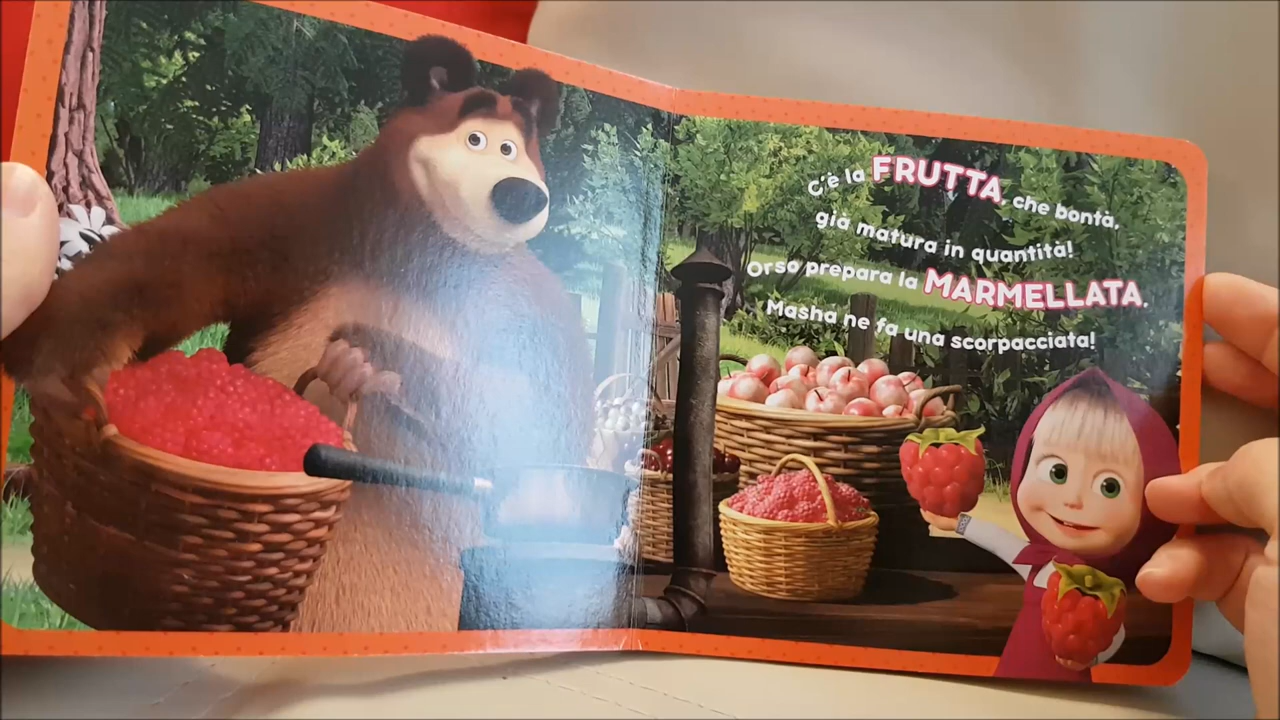 C'è la FRUTTA, che bontà,
già matura in quantità!
Orso prepara la MARMELLATA,
Masha ne fa una scorpacciata!